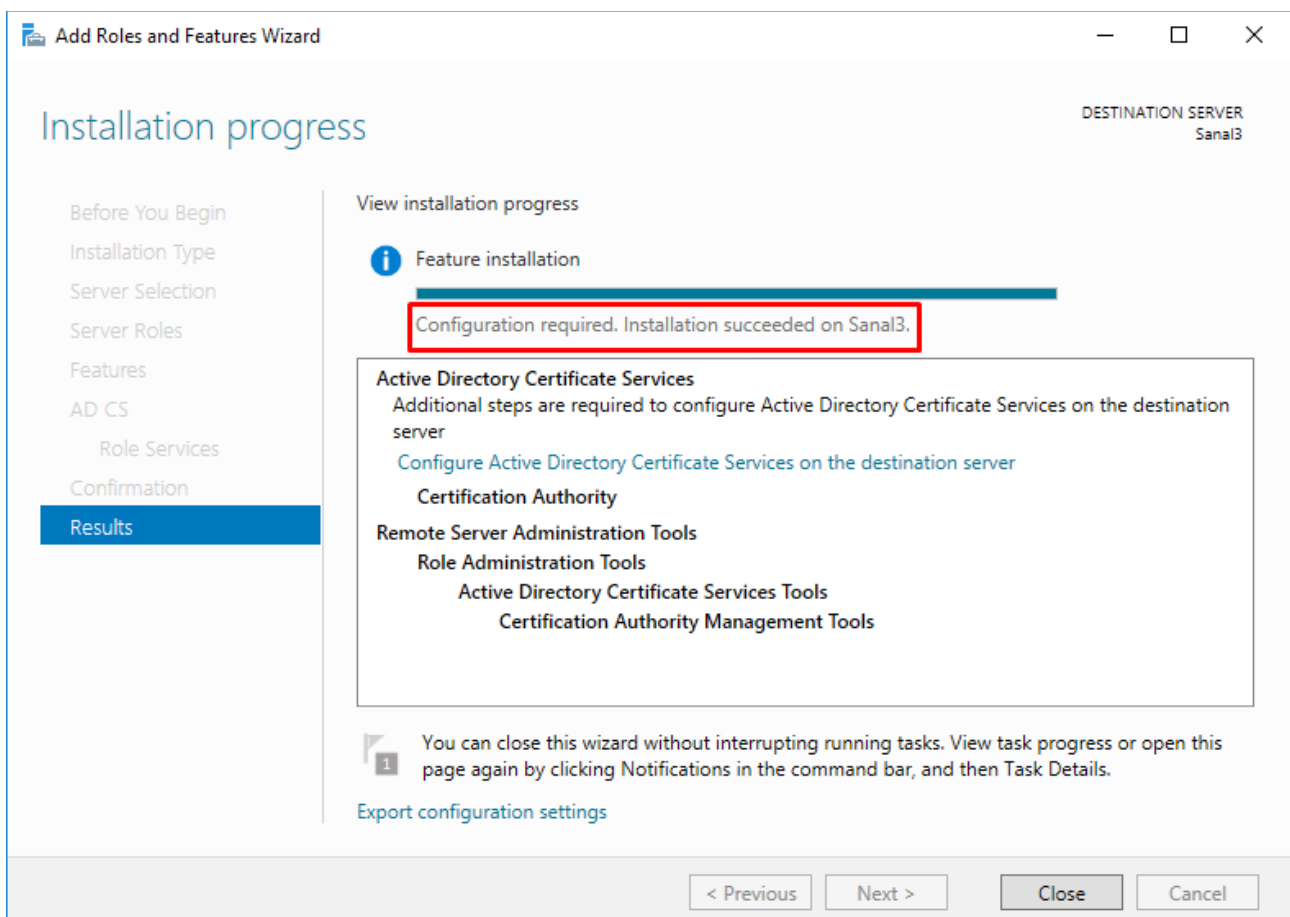 Add Roles and Features Wizard
Installation progress
DESTINATION SERVER
Sanal3
Before You Begin
Installation Type
Server Selection
Server Roles
Features
AD CS
Role Services
Confirmation
Results
View installation progress
Feature installation
Configuration required. Installation succeeded on Sanal3.
Active Directory Certificate Services
Additional steps are required to configure Active Directory Certificate Services on the destination
server
Configure Active Directory Certificate Services on the destination server
Certification Authority
Remote Server Administration Tools
Role Administration Tools
Active Directory Certificate Services Tools
Certification Authority Management Tools
1
You can close this wizard without interrupting running tasks. View task progress or open this
page again by clicking Notifications in the command bar, and then Task Details.
Export configuration settings
< Previous
Next >
Close
Cancel